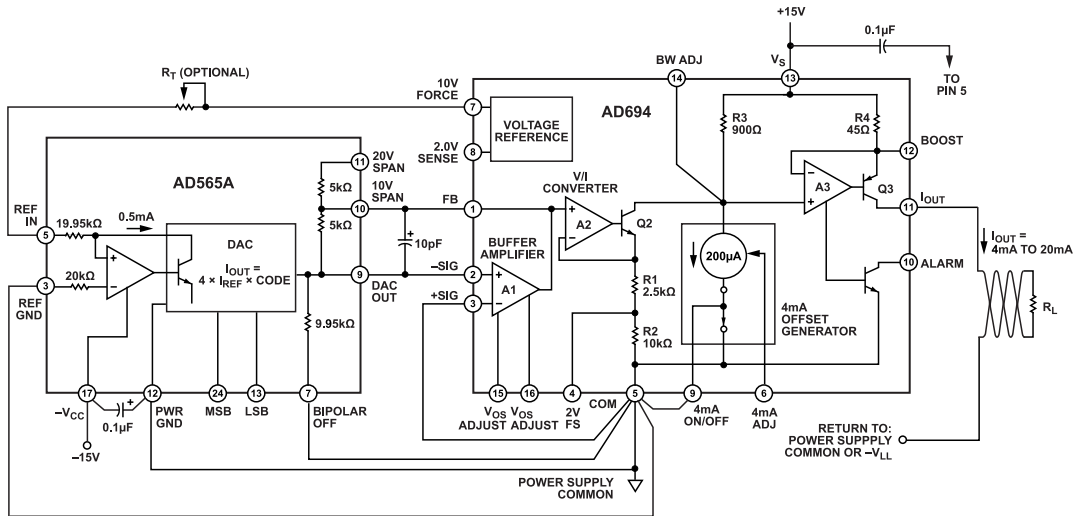 +15V
0.1µF
TO
PIN 5
BW ADJ
V_S
14
13
R_T (OPTIONAL)
10V
FORCE
7
VOLTAGE
REFERENCE
2.0V
SENSE
8
AD694
R3
900Ω
R4
45Ω
BOOST
12
A3
Q3
I_OUT
11
I_OUT =
4mA TO 20mA
ALARM
10
R_L
AD565A
20V
SPAN
11
5kΩ
10V
SPAN
10
5kΩ
REF
IN
5
19.95kΩ
0.5mA
DAC
I_OUT =
4 × I_REF × CODE
20kΩ
3
REF
GND
9
DAC
OUT
9.95kΩ
10pF
+
FB
1
V/I
CONVERTER
A2
Q2
BUFFER
AMPLIFIER
–SIG
2
+SIG
3
A1
R1
2.5kΩ
R2
10kΩ
200µA
4mA
OFFSET
GENERATOR
17
12
24
13
7
–V_CC
0.1µF
+
PWR
GND
MSB
LSB
BIPOLAR
OFF
–15V
15
16
4
5
9
6
V_OS
ADJUST
V_OS
ADJUST
2V
FS
COM
4mA
ON/OFF
4mA
ADJ
POWER SUPPLY
COMMON
RETURN TO:
POWER SUPPPLY
COMMON OR –V_LL